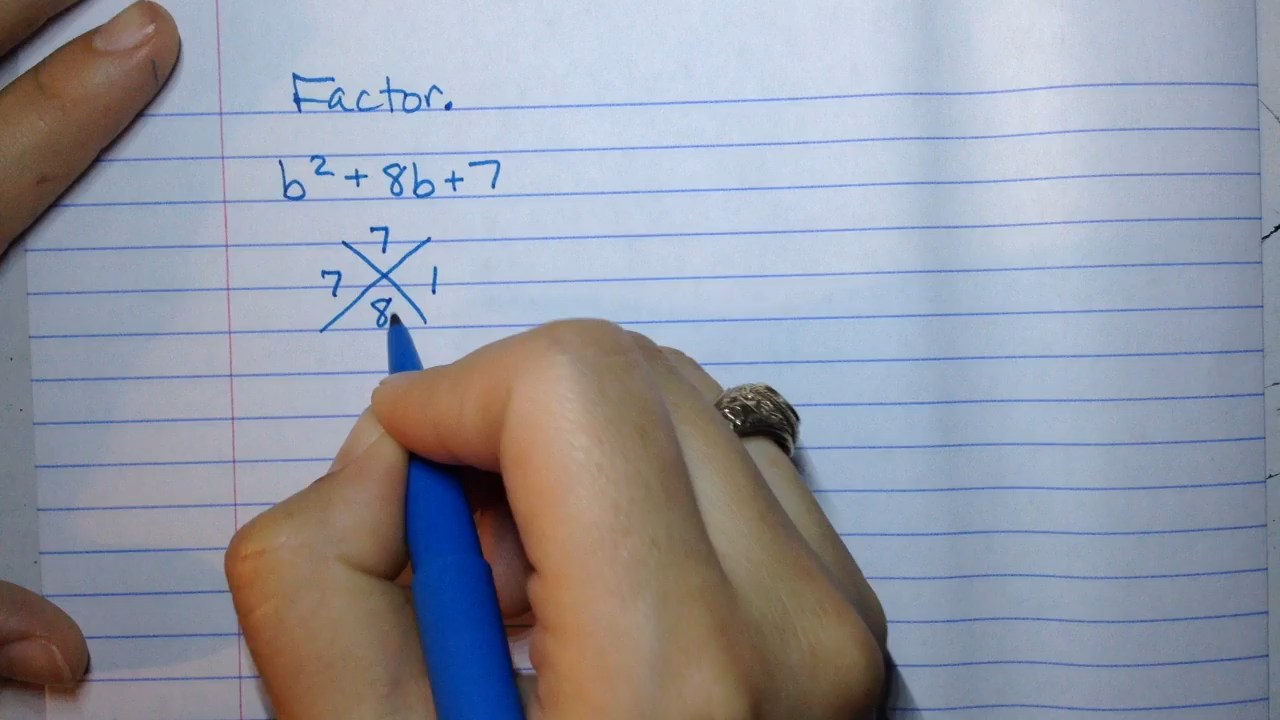 Factor.
b² + 8b + 7
7
7 1
8